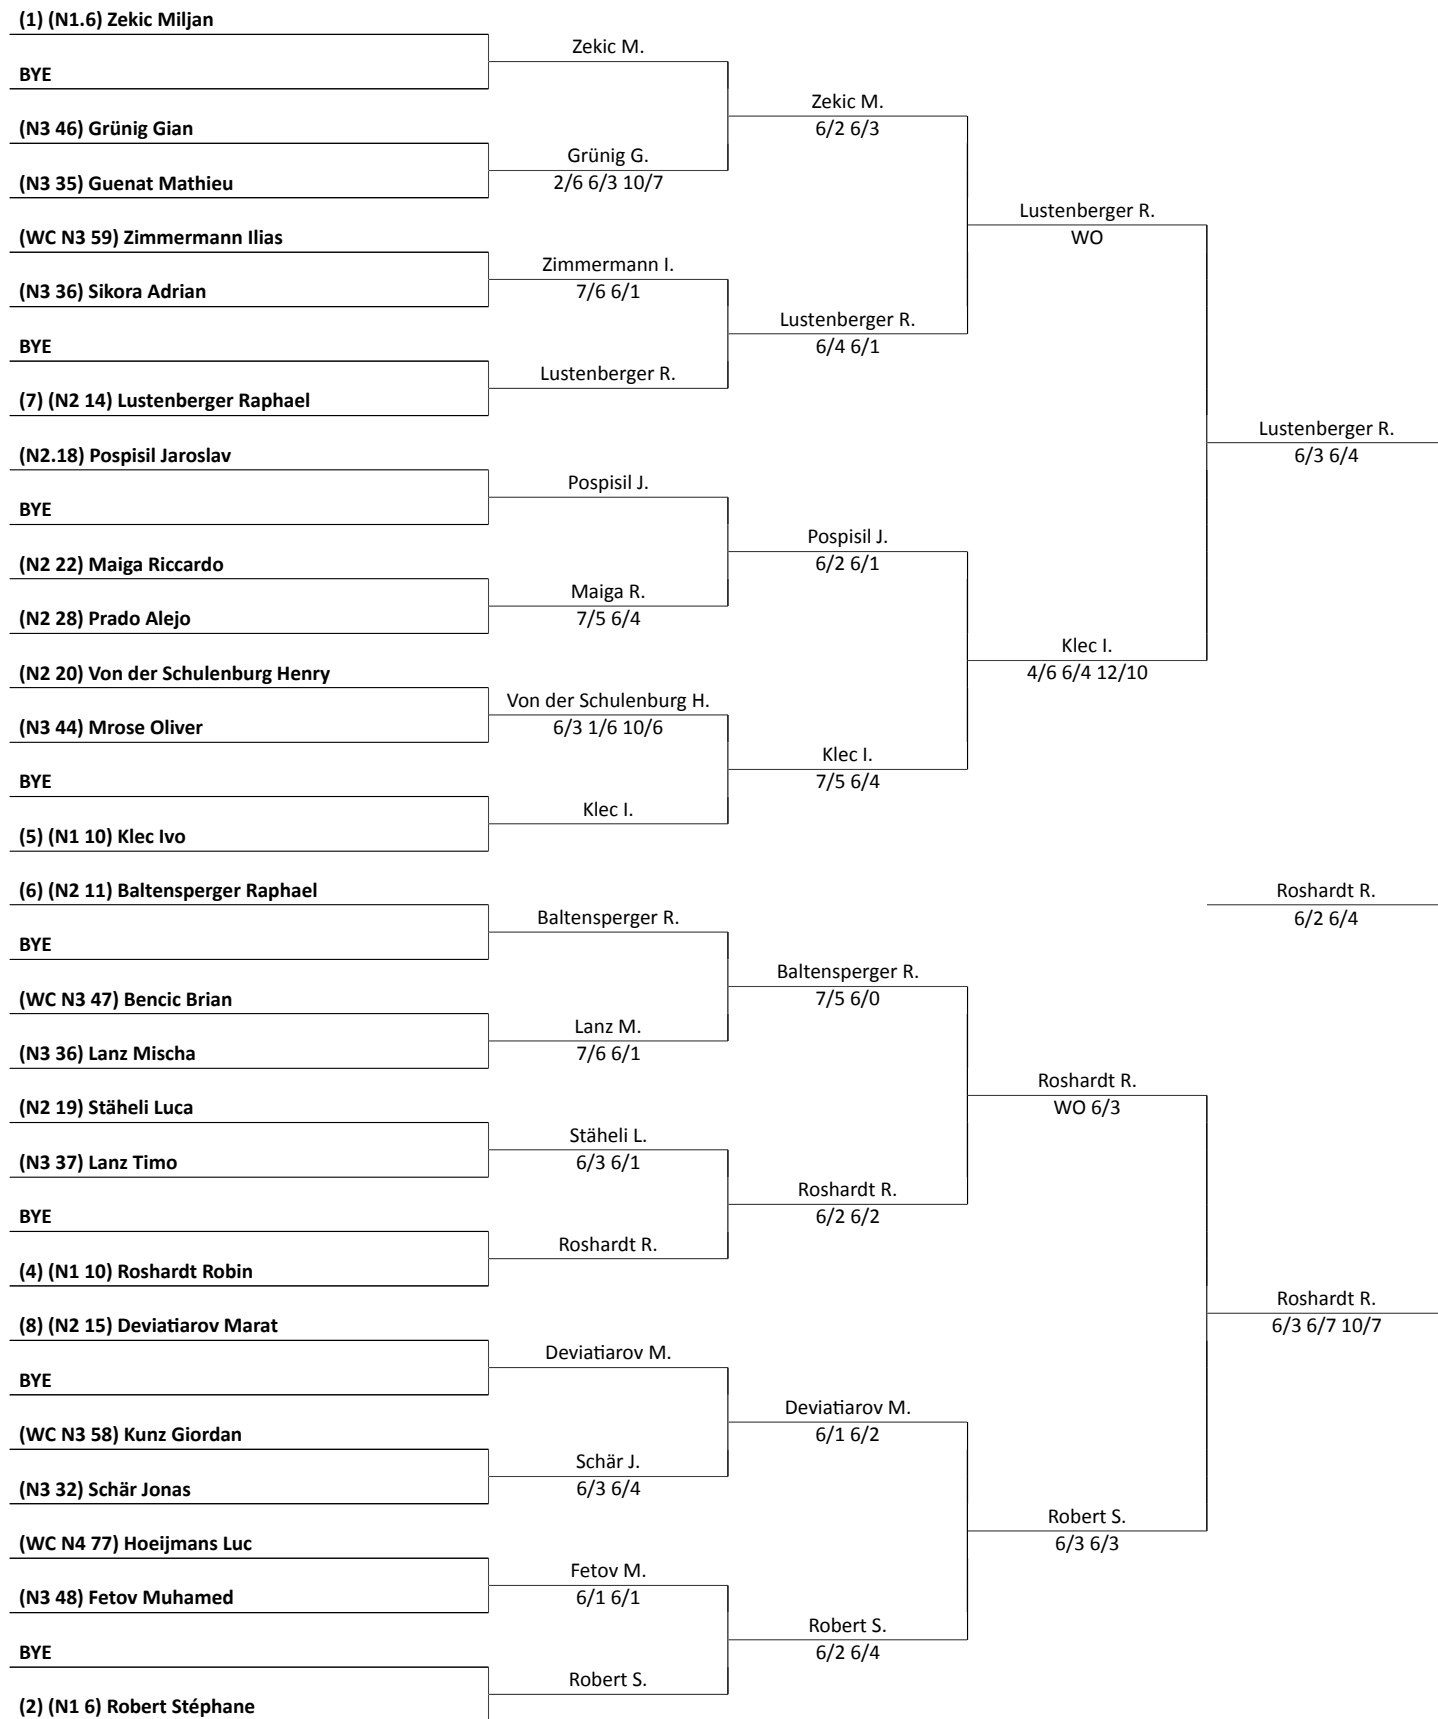 (1) (N1.6) Zekic Miljan
BYE
(N3 46) Grünig Gian
(N3 35) Guenat Mathieu
(WC N3 59) Zimmermann Ilias
(N3 36) Sikora Adrian
BYE
(7) (N2 14) Lustenberger Raphael
(N2.18) Pospisil Jaroslav
BYE
(N2 22) Maiga Riccardo
(N2 28) Prado Alejo
(N2 20) Von der Schulenburg Henry
(N3 44) Mrose Oliver
BYE
(5) (N1 10) Klec Ivo
(6) (N2 11) Baltensperger Raphael
BYE
(WC N3 47) Bencic Brian
(N3 36) Lanz Mischa
(N2 19) Stäheli Luca
(N3 37) Lanz Timo
BYE
(4) (N1 10) Roshardt Robin
(8) (N2 15) Deviatiarov Marat
BYE
(WC N3 58) Kunz Giordan
(N3 32) Schär Jonas
(WC N4 77) Hoeijmans Luc
(N3 48) Fetov Muhamed
BYE
(2) (N1 6) Robert Stéphane
Zekic M.
Grünig G.
2/6 6/3 10/7
Zimmermann I.
7/6 6/1
Lustenberger R.
Pospisil J.
Maiga R.
7/5 6/4
Von der Schulenburg H.
6/3 1/6 10/6
Klec I.
Baltensperger R.
Lanz M.
7/6 6/1
Stäheli L.
6/3 6/1
Roshardt R.
Deviatiarov M.
Schär J.
6/3 6/4
Fetov M.
6/1 6/1
Robert S.
Zekic M.
6/2 6/3
Lustenberger R.
6/4 6/1
Pospisil J.
6/2 6/1
Klec I.
7/5 6/4
Baltensperger R.
7/5 6/0
Roshardt R.
6/2 6/2
Deviatiarov M.
6/1 6/2
Robert S.
6/2 6/4
Lustenberger R.
WO
Klec I.
4/6 6/4 12/10
Roshardt R.
WO 6/3
Robert S.
6/3 6/3
Lustenberger R.
6/3 6/4
Roshardt R.
6/2 6/4
Roshardt R.
6/3 6/7 10/7